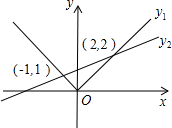 y
y₁
(2,2)
y₂
(-1,1)
O
x